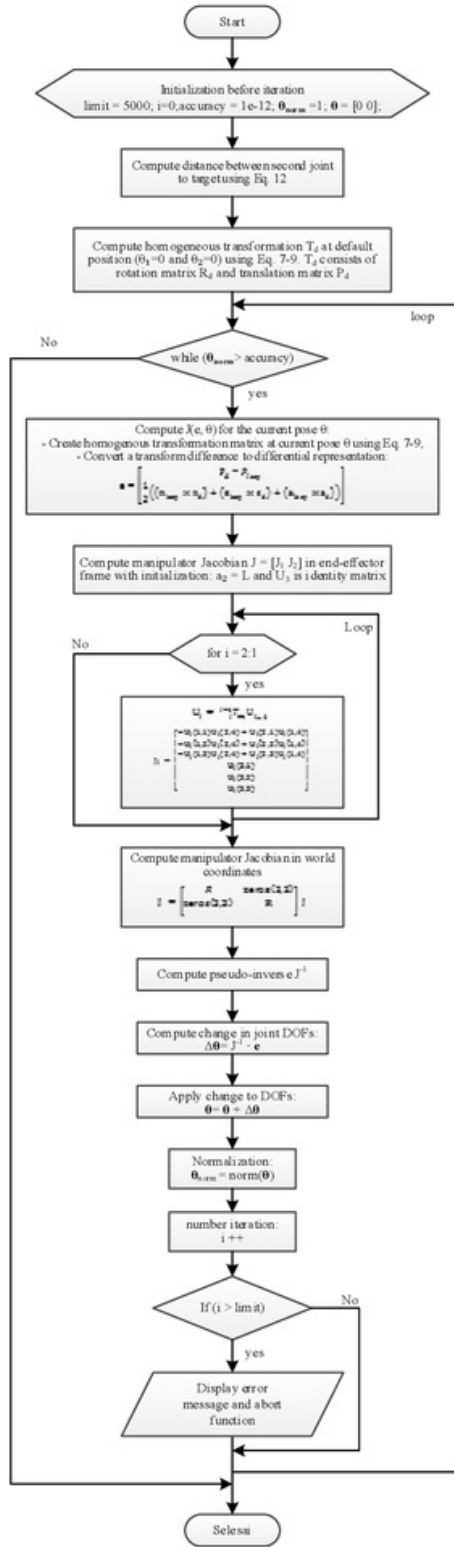 Start
Initialization before iteration
limit = 5000; i=0;accuracy = 1e-12; θnorm =1; θ = [0 0];
Compute distance between second joint
to target using Eq. 12
Compute homogeneous transformation Td at default
position (θ1=0 and θ2=0) using Eq. 7-9. Td consists of
rotation matrix Rd and translation matrix Pd
loop
No
while (θnorm> accuracy)
yes
Compute J(e, θ) for the current pose θ:
- Create homogenous transformation matrix at current pose θ using Eq. 7-9,
- Convert a transform difference to differential representation:
Compute manipulator Jacobian J = [J1 J2] in end-effector
frame with initialization: a2 = L and U3 is identity matrix
Loop
No
for i = 2:1
yes
Compute manipulator Jacobian in world
coordinates
Compute pseudo-inverse J-1
Compute change in joint DOFs:
Δθ= J-1 · e
Apply change to DOFs:
θ= θ + Δθ
Normalization:
θnorm = norm(θ)
number iteration:
i ++
If (i > limit)
No
yes
Display error
message and abort
function
Selesai